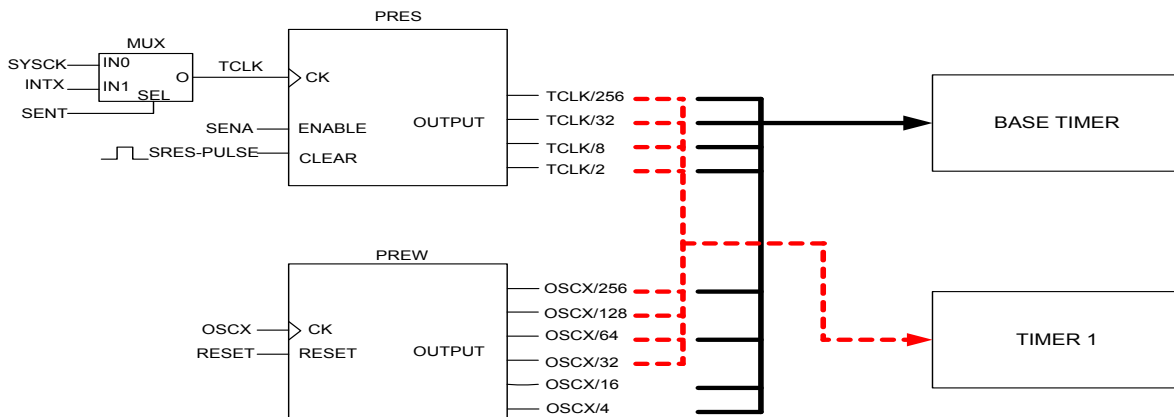 PRES
MUX
SYSCK
IN0
TCLK
O
CK
INTX
IN1
SEL
SENT
TCLK/256
TCLK/32
BASE TIMER
SENA
ENABLE
OUTPUT
TCLK/8
SRES-PULSE
CLEAR
TCLK/2
PREW
OSCX/256
OSCX/128
OSCX
CK
OSCX/64
TIMER 1
RESET
RESET
OUTPUT
OSCX/32
OSCX/16
OSCX/4